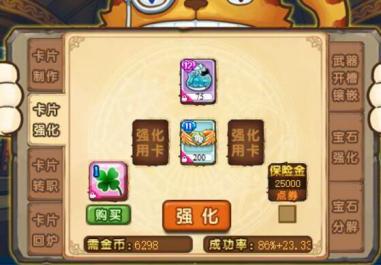 卡片
制作
卡片
强化
卡片
转职
卡片
回炉
12
75
强化
用卡
11
200
强化
用卡
1
购买
强化
保险金
25000
点券
需金币:6298
成功率:86%+23.33
武器
开槽
镶嵌
宝石
强化
宝石
分解